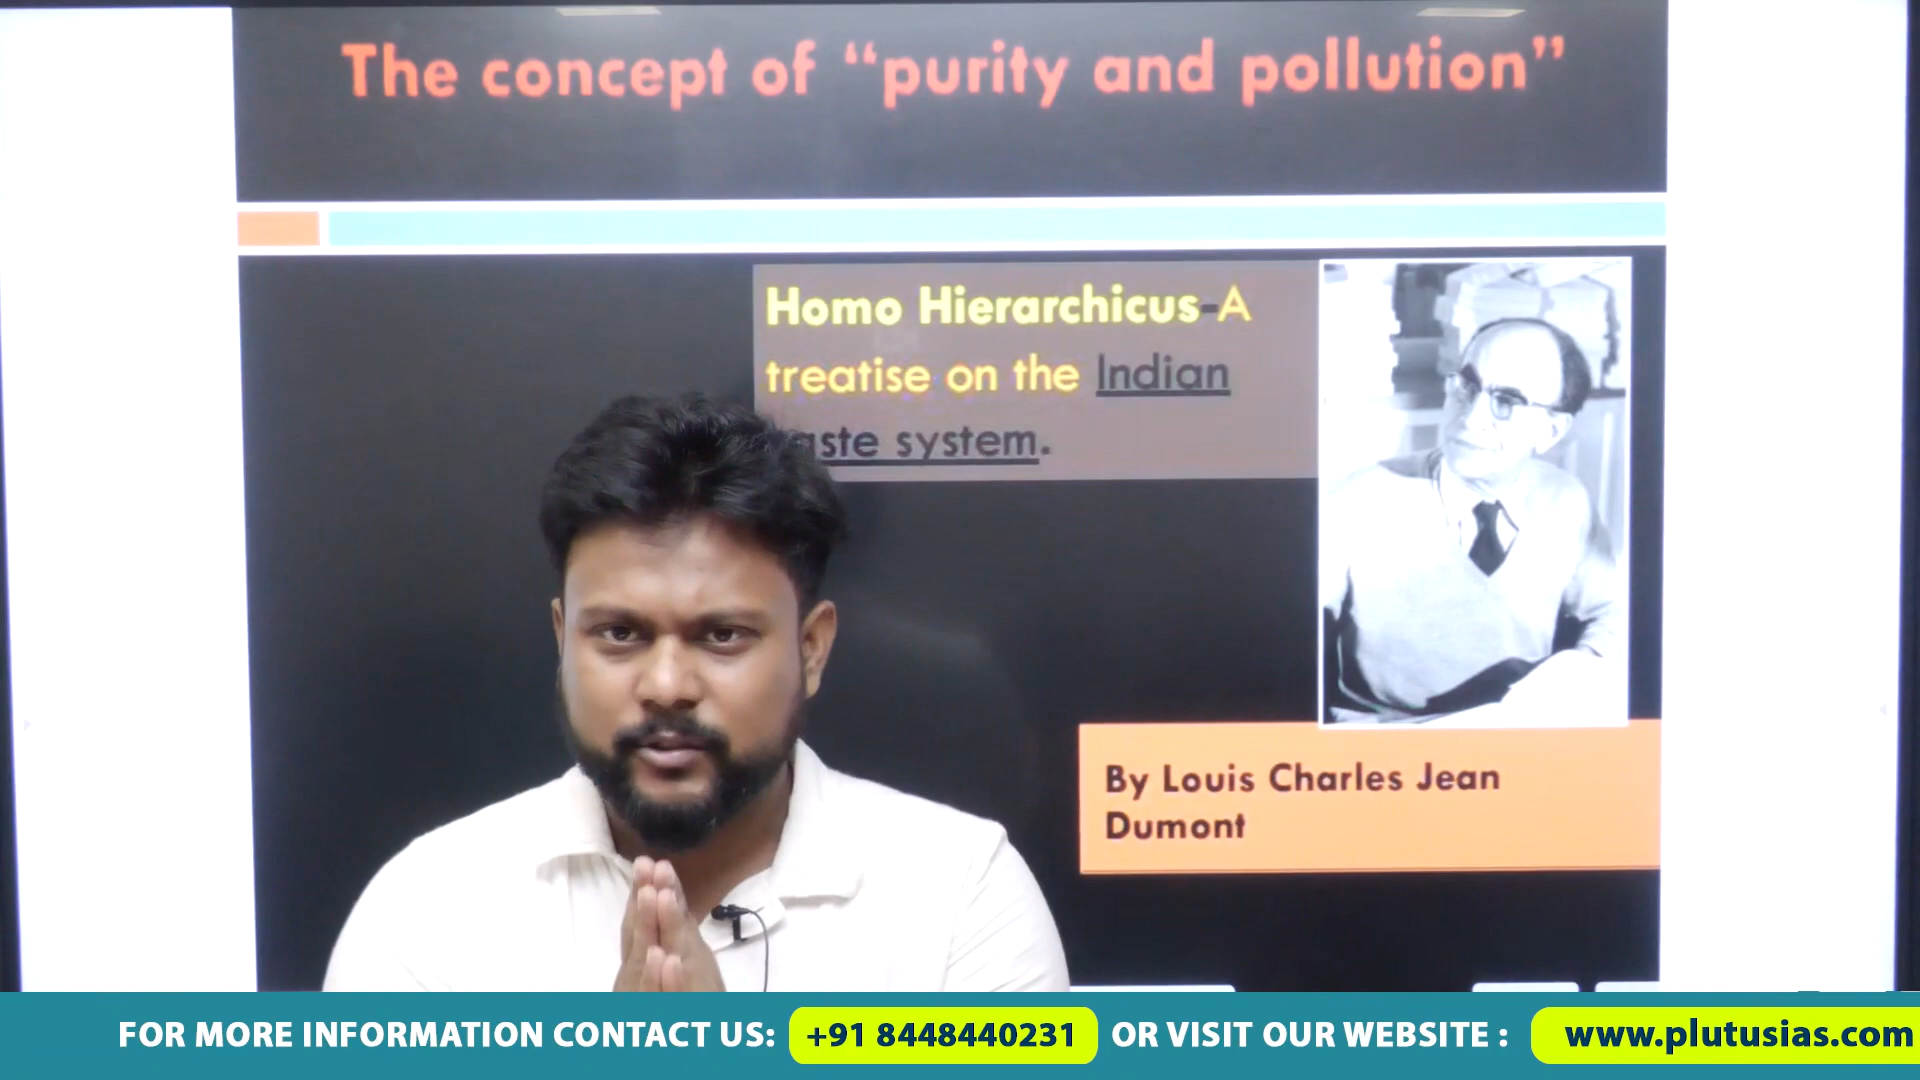 The concept of “purity and pollution”
Homo Hierarchicus-A
treatise on the Indian
aste system.
By Louis Charles Jean
Dumont
FOR MORE INFORMATION CONTACT US: +91 8448440231 OR VISIT OUR WEBSITE : www.plutusias.com